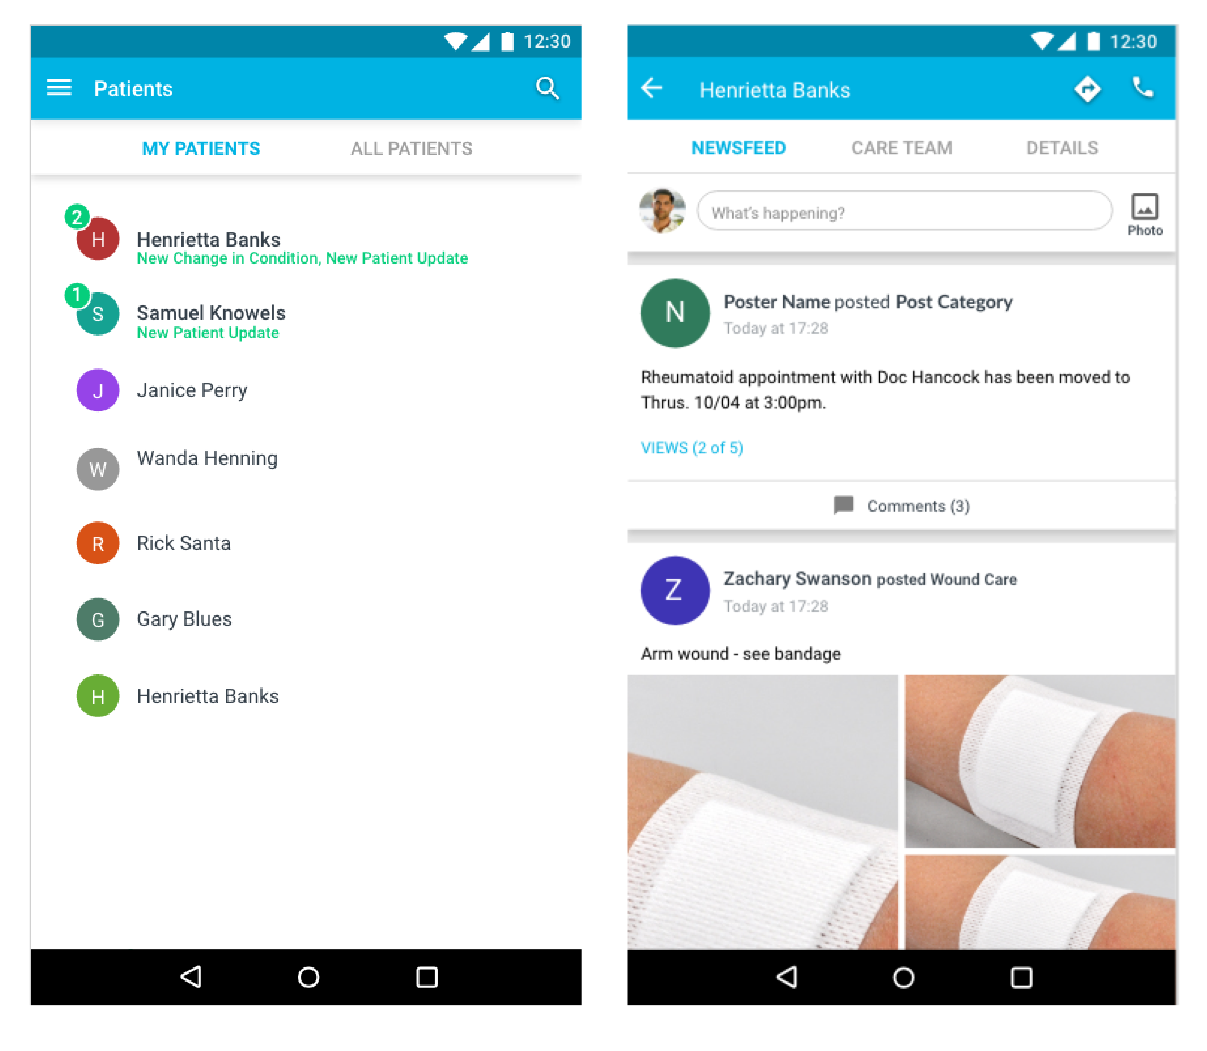 12:30
Patients
MY PATIENTS
ALL PATIENTS
2
H
Henrietta Banks
New Change in Condition, New Patient Update
1
S
Samuel Knowels
New Patient Update
J
Janice Perry
W
Wanda Henning
R
Rick Santa
G
Gary Blues
H
Henrietta Banks
12:30
Henrietta Banks
NEWSFEED
CARE TEAM
DETAILS
What's happening?
Photo
N
Poster Name posted Post Category
Today at 17:28
Rheumatoid appointment with Doc Hancock has been moved to
Thrus. 10/04 at 3:00pm.
VIEWS (2 of 5)
Comments (3)
Z
Zachary Swanson posted Wound Care
Today at 17:28
Arm wound - see bandage